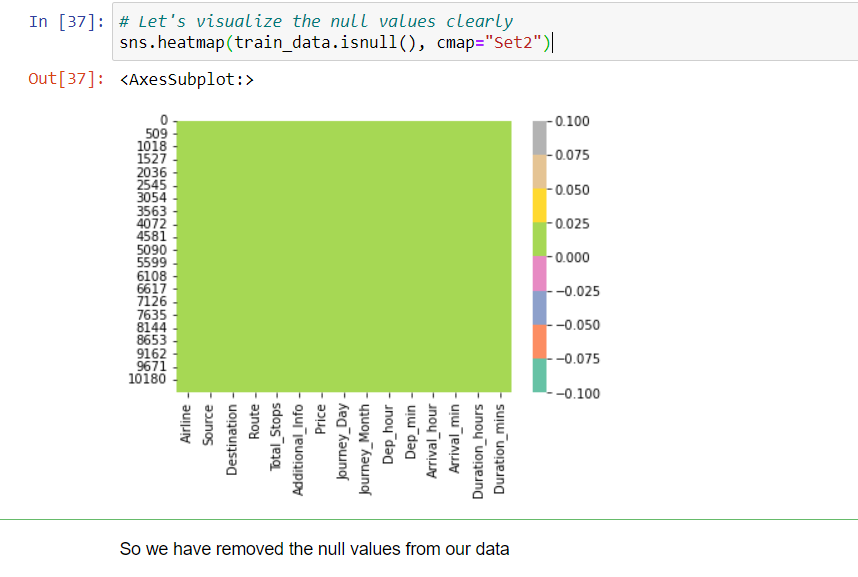 In [37]: # Let's visualize the null values clearly
sns.heatmap(train_data.isnull(), cmap="Set2")
Out[37]: <AxesSubplot:>
0
509
1018
1527
2036
2545
3054
3563
4072
4581
5090
5599
6108
6617
7126
7635
8144
8653
9162
9671
10180
0.100
0.075
0.050
0.025
0.000
−0.025
−0.050
−0.075
−0.100
Airline
Source
Destination
Route
Total_Stops
Additional_Info
Price
Journey_Day
Journey_Month
Dep_hour
Dep_min
Arrival_hour
Arrival_min
Duration_hours
Duration_mins
So we have removed the null values from our data